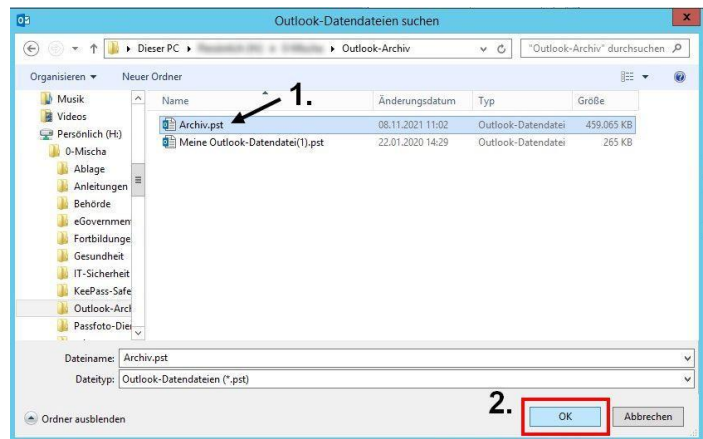 Outlook-Datendateien suchen
Dieser PC Outlook-Archiv "Outlook-Archiv" durchsuchen
Organisieren Neuer Ordner
1.
Name Änderungsdatum Typ Größe
Archiv.pst 08.11.2021 11:02 Outlook-Datendatei 459.065 KB
Meine Outlook-Datendatei(1).pst 22.01.2020 14:29 Outlook-Datendatei 265 KB
Musik
Videos
Persönlich (H:)
0-Mischa
Ablage
Anleitungen
Behörde
eGovernmen
Fortbildunge
Gesundheit
IT-Sicherheit
KeePass-Safe
Outlook-Arch
Passfoto-Dien
Dateiname: Archiv.pst
Dateityp: Outlook-Datendateien (*.pst)
2.
Ordner ausblenden OK Abbrechen